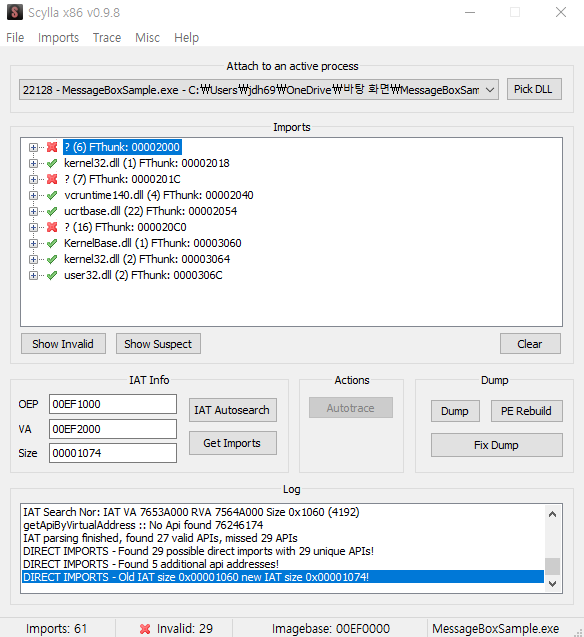 Scylla x86 v0.9.8
File Imports Trace Misc Help
Attach to an active process
22128 - MessageBoxSample.exe - C:₩Users₩jdh69₩OneDrive₩바탕 화면₩MessageBoxSam
Pick DLL
Imports
? (6) FThunk: 00002000
kernel32.dll (1) FThunk: 00002018
? (7) FThunk: 0000201C
vcruntime140.dll (4) FThunk: 00002040
ucrtbase.dll (22) FThunk: 00002054
? (16) FThunk: 000020C0
KernelBase.dll (1) FThunk: 00003060
kernel32.dll (2) FThunk: 00003064
user32.dll (2) FThunk: 0000306C
Show Invalid Show Suspect Clear
IAT Info Actions Dump
OEP 00EF1000 IAT Autosearch Autotrace Dump PE Rebuild
VA 00EF2000
Size 00001074 Get Imports Fix Dump
Log
IAT Search Nor: IAT VA 7653A000 RVA 7564A000 Size 0x1060 (4192)
getApiByVirtualAddress :: No Api found 76246174
IAT parsing finished, found 27 valid APIs, missed 29 APIs
DIRECT IMPORTS - Found 29 possible direct imports with 29 unique APIs!
DIRECT IMPORTS - Found 5 additional api addresses!
DIRECT IMPORTS - Old IAT size 0x00001060 new IAT size 0x00001074!
Imports: 61 Invalid: 29 Imagebase: 00EF0000 MessageBoxSample.exe